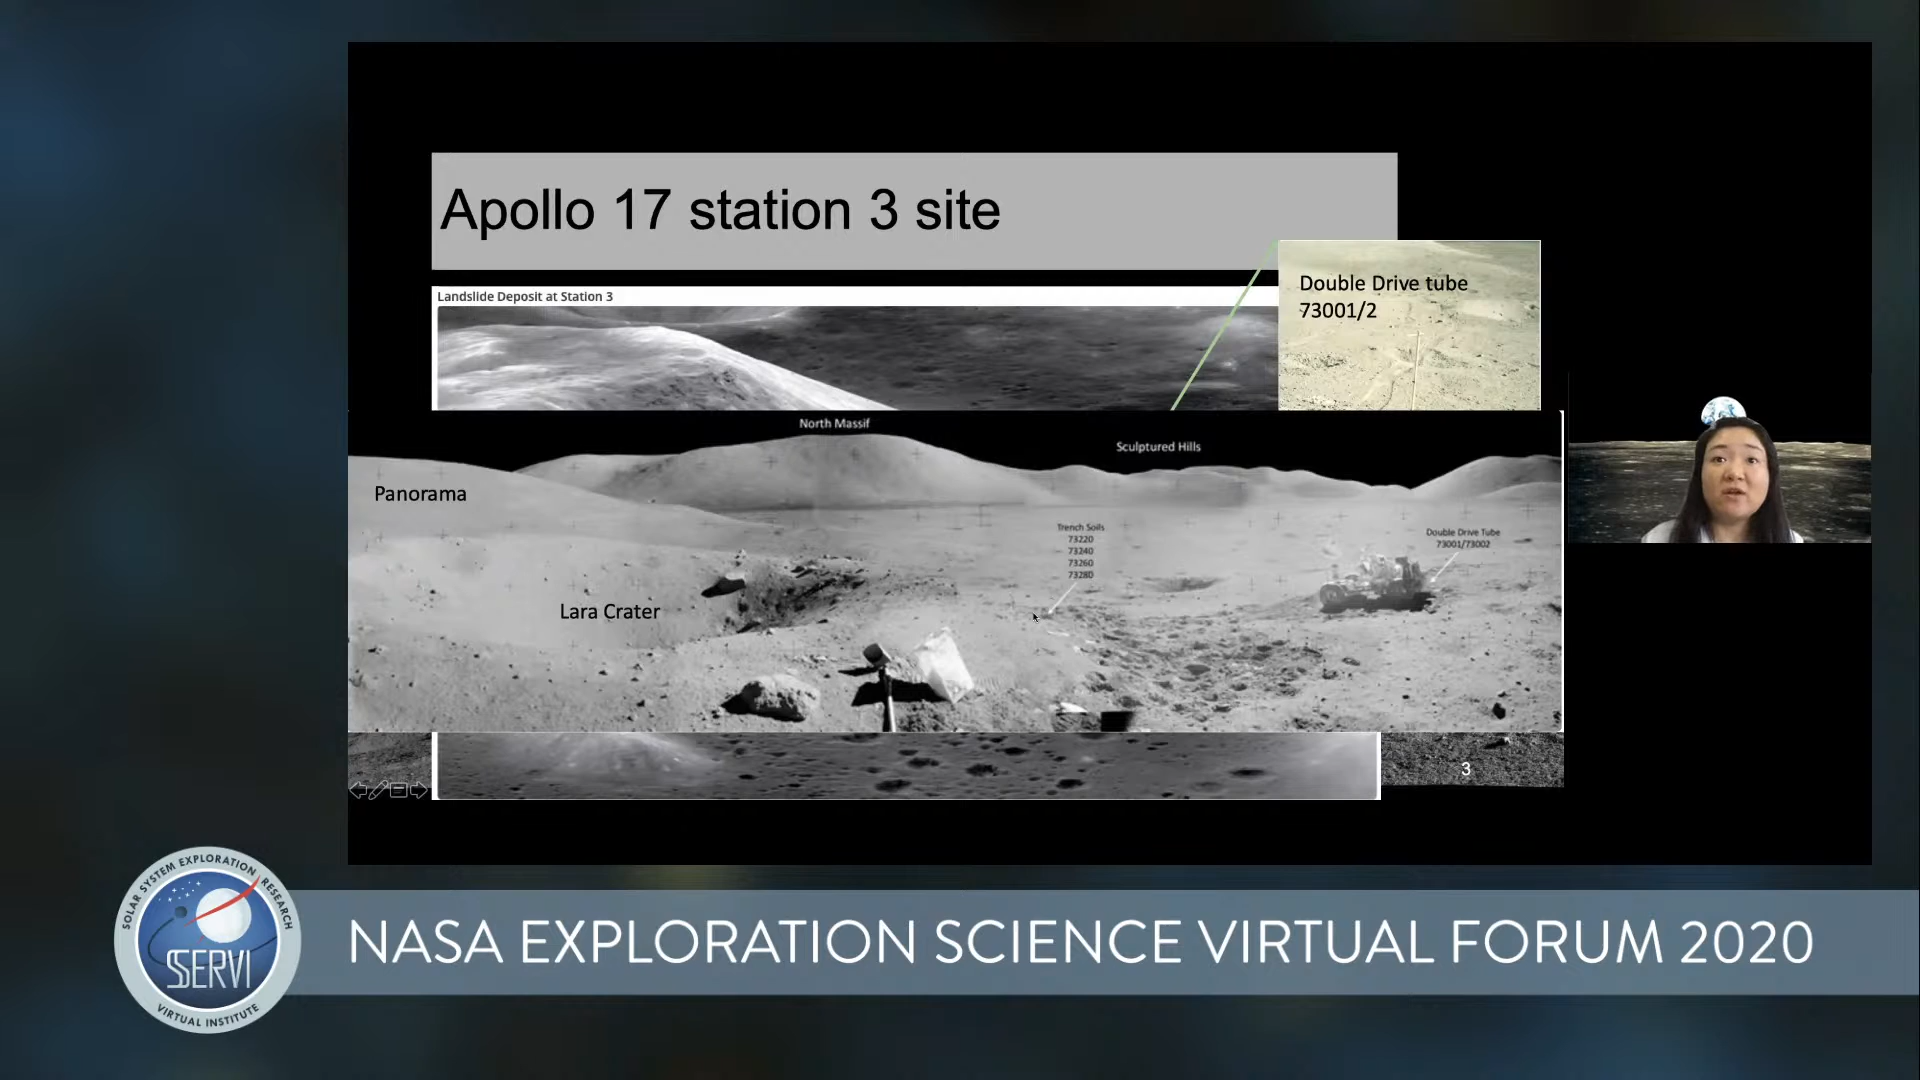 Apollo 17 station 3 site
Landslide Deposit at Station 3
Double Drive tube
73001/2
North Massif
Sculptured Hills
Panorama
Trench Soils
73220
73240
73260
73280
Double Drive Tube
73001/73002
Lara Crater
3
SOLAR SYSTEM EXPLORATION RESEARCH
SSERVI
VIRTUAL INSTITUTE
NASA EXPLORATION SCIENCE VIRTUAL FORUM 2020